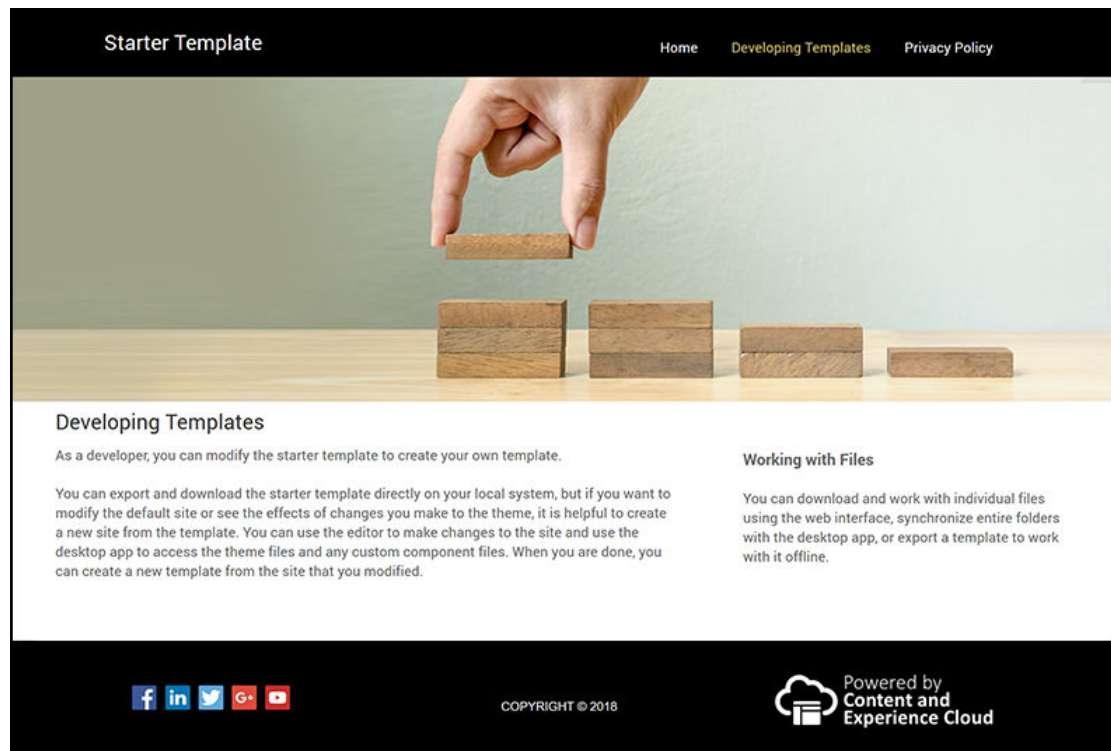 Starter Template
Home Developing Templates Privacy Policy
Developing Templates
As a developer, you can modify the starter template to create your own template.
You can export and download the starter template directly on your local system, but if you want to
modify the default site or see the effects of changes you make to the theme, it is helpful to create
a new site from the template. You can use the editor to make changes to the site and use the
desktop app to access the theme files and any custom component files. When you are done, you
can create a new template from the site that you modified.
Working with Files
You can download and work with individual files
using the web interface, synchronize entire folders
with the desktop app, or export a template to work
with it offline.
f in G+
COPYRIGHT © 2018
Powered by
Content and
Experience Cloud